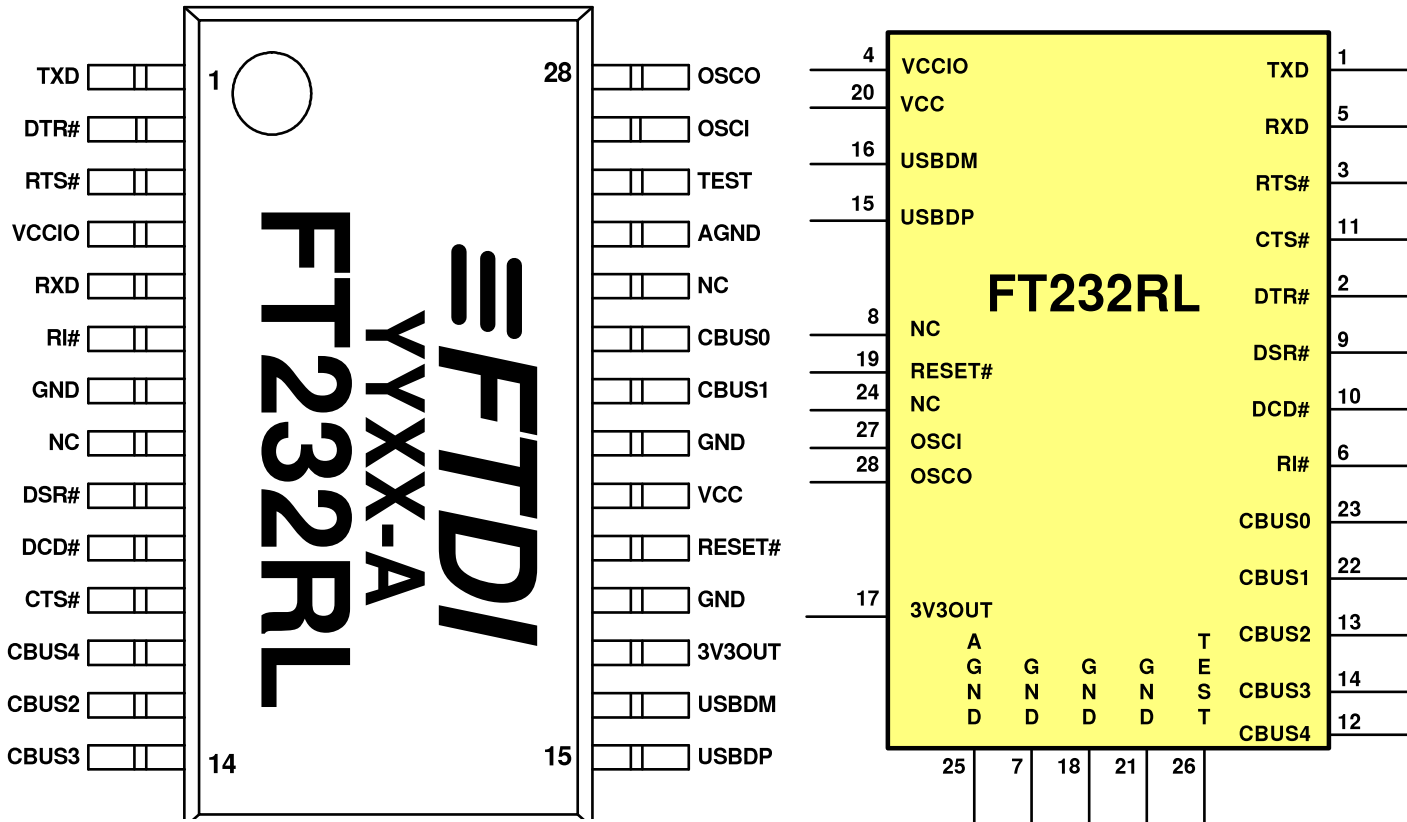 TXD
DTR#
RTS#
VCCIO
RXD
RI#
GND
NC
DSR#
DCD#
CTS#
CBUS4
CBUS2
CBUS3
1
28
14
15
FTDI
YYXX-A
FT232RL
OSCO
OSCI
TEST
AGND
NC
CBUS0
CBUS1
GND
VCC
RESET#
GND
3V3OUT
USBDM
USBDP
4 VCCIO
20 VCC
16 USBDM
15 USBDP
8 NC
19 RESET#
24 NC
27 OSCI
28 OSCO
17 3V3OUT
FT232RL
TXD 1
RXD 5
RTS# 3
CTS# 11
DTR# 2
DSR# 9
DCD# 10
RI# 6
CBUS0 23
CBUS1 22
CBUS2 13
CBUS3 14
CBUS4 12
AGND
GND
GND
GND
TEST
25 7 18 21 26